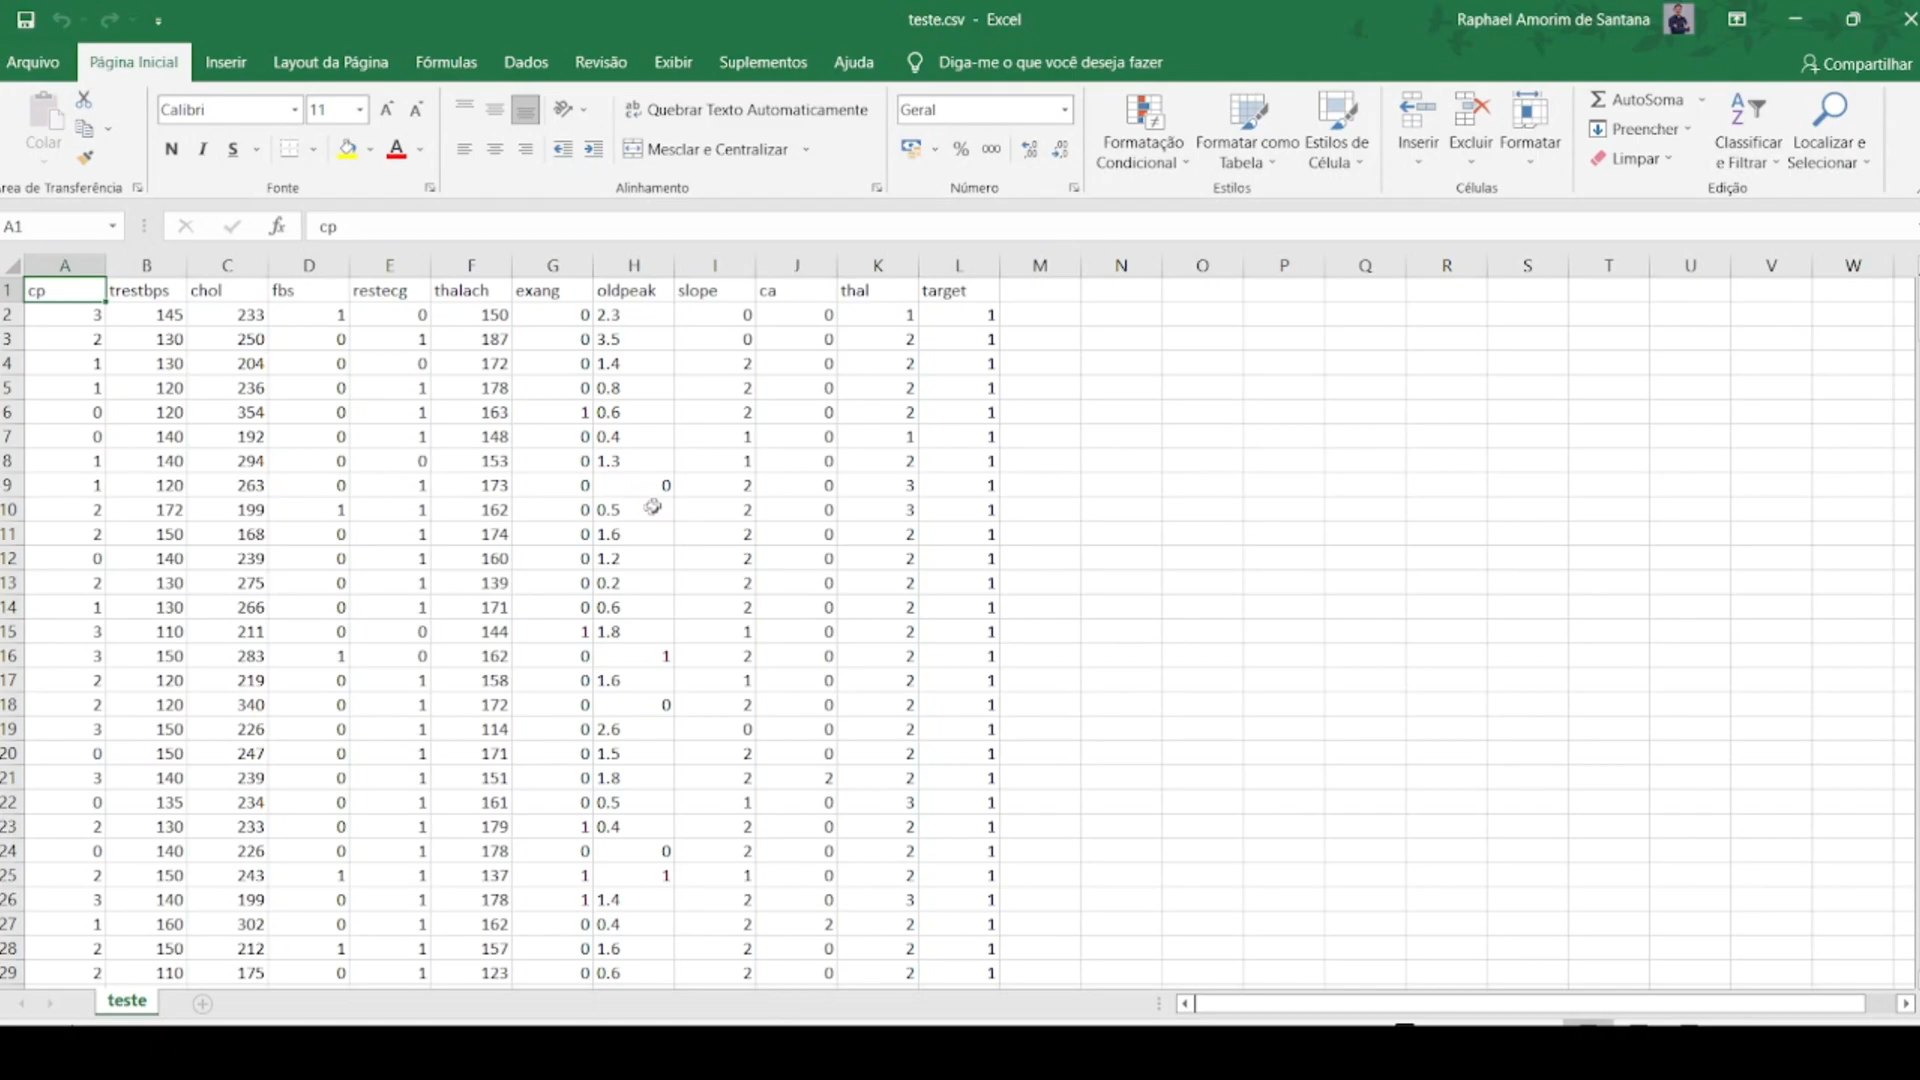 teste.csv - Excel
Raphael Amorim de Santana
Arquivo Página Inicial Inserir Layout da Página Fórmulas Dados Revisão Exibir Suplementos Ajuda Diga-me o que você deseja fazer Compartilhar
Colar Calibri 11 Quebrar Texto Automaticamente Geral Formatação Condicional Formatar como Tabela Estilos de Célula Inserir Excluir Formatar AutoSoma Classificar e Filtrar Localizar e Selecionar
N I S A Mesclar e Centralizar % 000 Preencher
Limpar
rea de Transferência Fonte Alinhamento Número Estilos Células Edição
A1 fx cp
A B C D E F G H I J K L M N O P Q R S T U V W
1 cp trestbps chol fbs restecg thalach exang oldpeak slope ca thal target
2 3 145 233 1 0 150 0 2.3 0 0 1 1
3 2 130 250 0 1 187 0 3.5 0 0 2 1
4 1 130 204 0 0 172 0 1.4 2 0 2 1
5 1 120 236 0 1 178 0 0.8 2 0 2 1
6 0 120 354 0 1 163 1 0.6 2 0 2 1
7 0 140 192 0 1 148 0 0.4 1 0 1 1
8 1 140 294 0 0 153 0 1.3 1 0 2 1
9 1 120 263 0 1 173 0 0 2 0 3 1
10 2 172 199 1 1 162 0 0.5 2 0 3 1
11 2 150 168 0 1 174 0 1.6 2 0 2 1
12 0 140 239 0 1 160 0 1.2 2 0 2 1
13 2 130 275 0 1 139 0 0.2 2 0 2 1
14 1 130 266 0 1 171 0 0.6 2 0 2 1
15 3 110 211 0 0 144 1 1.8 1 0 2 1
16 3 150 283 1 0 162 0 1 2 0 2 1
17 2 120 219 0 1 158 0 1.6 1 0 2 1
18 2 120 340 0 1 172 0 0 2 0 2 1
19 3 150 226 0 1 114 0 2.6 0 0 2 1
20 0 150 247 0 1 171 0 1.5 2 0 2 1
21 3 140 239 0 1 151 0 1.8 2 2 2 1
22 0 135 234 0 1 161 0 0.5 1 0 3 1
23 2 130 233 0 1 179 1 0.4 2 0 2 1
24 0 140 226 0 1 178 0 0 2 0 2 1
25 2 150 243 1 1 137 1 1 1 0 2 1
26 3 140 199 0 1 178 1 1.4 2 0 3 1
27 1 160 302 0 1 162 0 0.4 2 2 2 1
28 2 150 212 1 1 157 0 1.6 2 0 2 1
29 2 110 175 0 1 123 0 0.6 2 0 2 1
teste